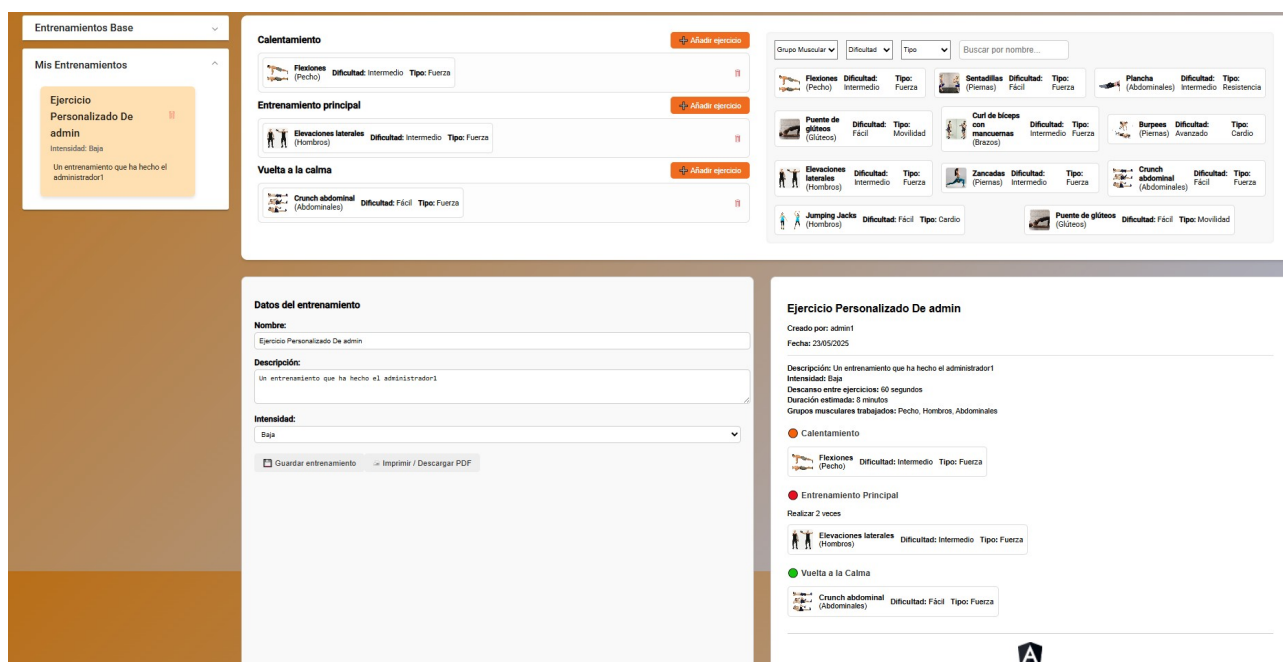 Entrenamientos Base
Mis Entrenamientos
Ejercicio
Personalizado De
admin
Intensidad: Baja
Un entrenamiento que ha hecho el
administrador1
Calentamiento
Añadir ejercicio
Flexiones
(Pecho)
Dificultad: Intermedio Tipo: Fuerza
Entrenamiento principal
Añadir ejercicio
Elevaciones laterales
(Hombros)
Dificultad: Intermedio Tipo: Fuerza
Vuelta a la calma
Añadir ejercicio
Crunch abdominal
(Abdominales)
Dificultad: Fácil Tipo: Fuerza
Grupo Muscular
Dificultad
Tipo
Buscar por nombre...
Flexiones Dificultad: Tipo:
(Pecho) Intermedio Fuerza
Sentadillas Dificultad: Tipo:
(Piernas) Fácil Fuerza
Plancha Dificultad: Tipo:
(Abdominales) Intermedio Resistencia
Puente de
glúteos
(Glúteos)
Dificultad: Tipo:
Fácil Movilidad
Curl de bíceps
con
mancuernas
(Brazos)
Dificultad: Tipo:
Intermedio Fuerza
Burpees Dificultad: Tipo:
(Piernas) Avanzado Cardio
Elevaciones
laterales
(Hombros)
Dificultad: Tipo:
Intermedio Fuerza
Zancadas Dificultad: Tipo:
(Piernas) Intermedio Fuerza
Crunch
abdominal
(Abdominales)
Dificultad: Tipo:
Fácil Fuerza
Jumping Jacks
(Hombros)
Dificultad: Fácil Tipo: Cardio
Puente de glúteos
(Glúteos)
Dificultad: Fácil Tipo: Movilidad
Datos del entrenamiento
Nombre:
Ejercicio Personalizado De admin
Descripción:
Un entrenamiento que ha hecho el administrador1
Intensidad:
Baja
Guardar entrenamiento
Imprimir / Descargar PDF
Ejercicio Personalizado De admin
Creado por: admin1
Fecha: 23/05/2025
Descripción: Un entrenamiento que ha hecho el administrador1
Intensidad: Baja
Descanso entre ejercicios: 60 segundos
Duración estimada: 8 minutos
Grupos musculares trabajados: Pecho, Hombros, Abdominales
Calentamiento
Flexiones
(Pecho)
Dificultad: Intermedio Tipo: Fuerza
Entrenamiento Principal
Realizar 2 veces
Elevaciones laterales
(Hombros)
Dificultad: Intermedio Tipo: Fuerza
Vuelta a la Calma
Crunch abdominal
(Abdominales)
Dificultad: Fácil Tipo: Fuerza
A